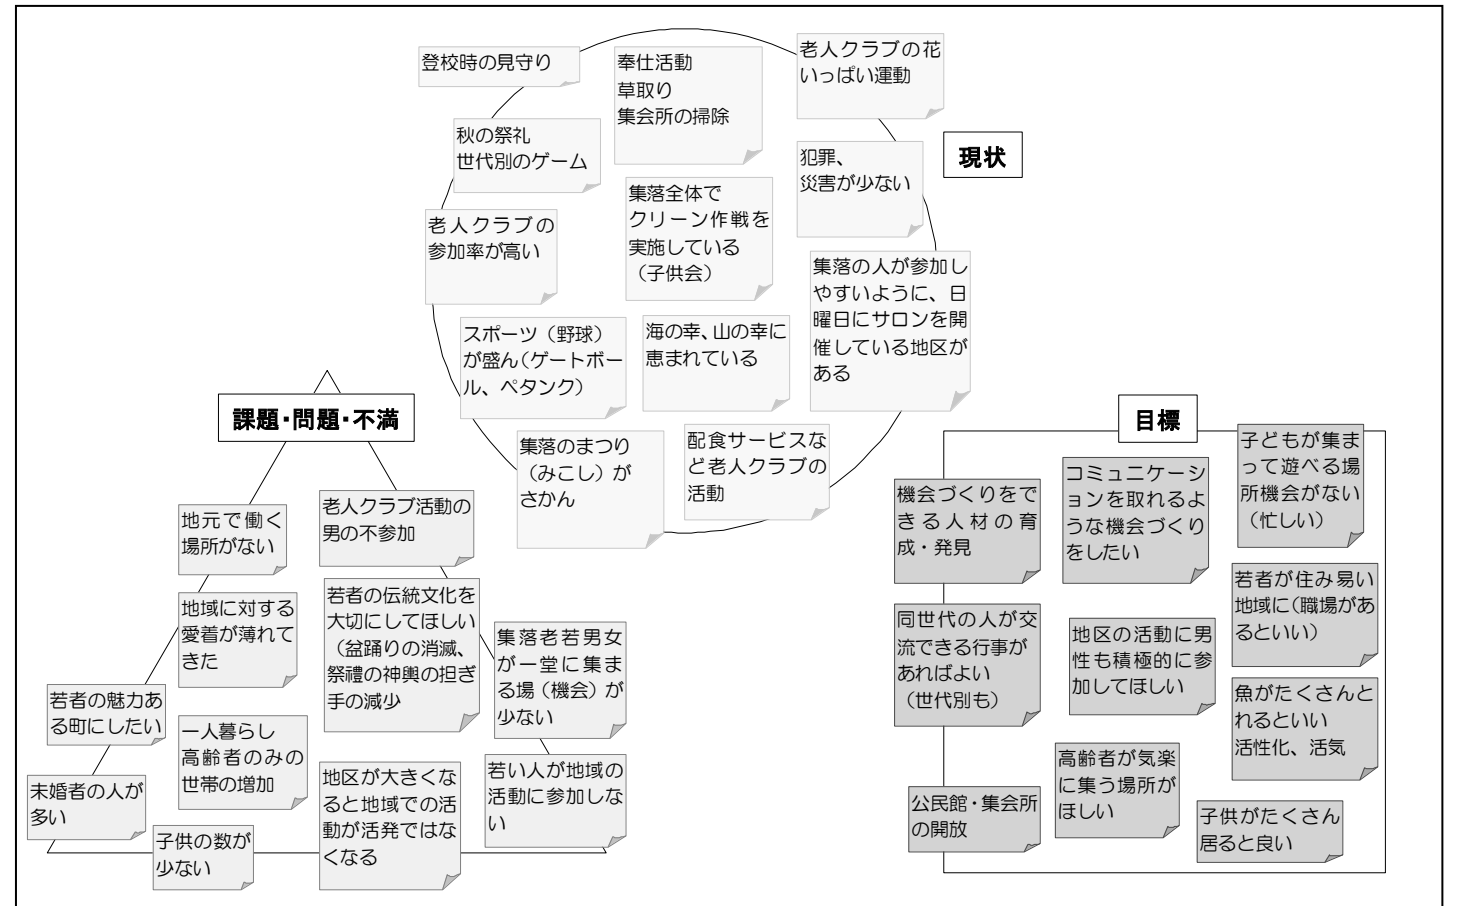 登校時の見守り
奉仕活動
草取り
集会所の掃除
老人クラブの花
いっぱい運動
現状
秋の祭礼
世代別のゲーム
犯罪、
災害が少ない
集落全体で
クリーン作戦を
実施している
（子供会）
老人クラブの
参加率が高い
集落の人が参加し
やすいように、日
曜日にサロンを開
催している地区が
ある
スポーツ（野球）
が盛ん（ゲートボー
ル、ペタンク）
海の幸、山の幸に
恵まれている
集落のまつり
（みこし）が
さかん
配食サービスな
ど老人クラブの
活動
課題・問題・不満
地元で働く
場所がない
老人クラブ活動の
男の不参加
地域に対する
愛着が薄れて
きた
若者の伝統文化を
大切にしてほしい
（盆踊りの消滅、
祭禮の神輿の担ぎ
手の減少
集落老若男女
が一堂に集ま
る場（機会）が
少ない
若者の魅力あ
る町にしたい
一人暮らし
高齢者のみの
世帯の増加
未婚者の人が
多い
子供の数が
少ない
地区が大きくな
ると地域での活
動が活発ではな
くなる
若い人が地域の
活動に参加しな
い
目標
機会づくりをで
きる人材の育
成・発見
コミュニケーシ
ョンを取れるよ
うな機会づくり
をしたい
子どもが集ま
って遊べる場
所機会がない
（忙しい）
同世代の人が交
流できる行事が
あればよい
（世代別も）
地区の活動に男
性も積極的に参
加してほしい
若者が住み易い
地域に（職場があ
るといい）
魚がたくさんと
れるといい
活性化、活気
高齢者が気楽
に集う場所が
ほしい
公民館・集会所
の開放
子供がたくさん
居ると良い